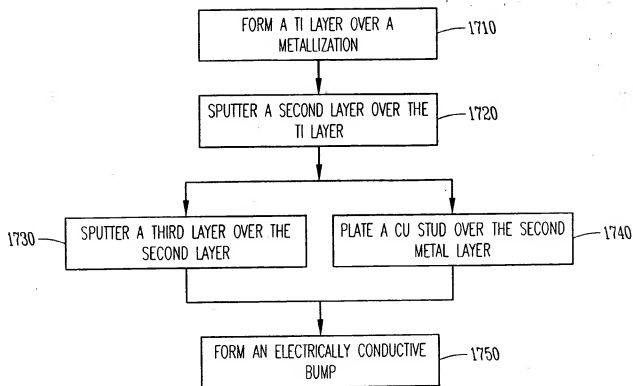 FORM A TI LAYER OVER A
METALLIZATION
1710
SPUTTER A SECOND LAYER OVER THE
TI LAYER
1720
1730
SPUTTER A THIRD LAYER OVER THE
SECOND LAYER
PLATE A CU STUD OVER THE SECOND
METAL LAYER
1740
FORM AN ELECTRICALLY CONDUCTIVE
BUMP
1750